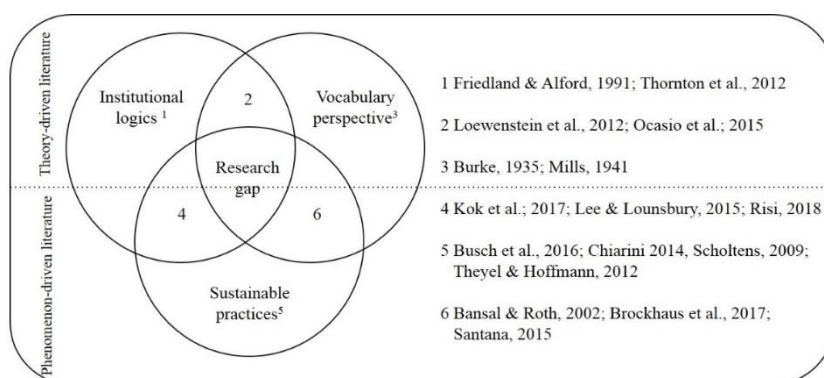 Theory-driven literature
Phenomenon-driven literature
Institutional
logics ¹
2
Vocabulary
perspective³
Research
gap
4
6
Sustainable
practices⁵
1 Friedland & Alford, 1991; Thornton et al., 2012
2 Loewenstein et al., 2012; Ocasio et al.; 2015
3 Burke, 1935; Mills, 1941
4 Kok et al.; 2017; Lee & Lounsbury, 2015; Risi, 2018
5 Busch et al., 2016; Chiarini 2014, Scholtens, 2009;
Theyel & Hoffmann, 2012
6 Bansal & Roth, 2002; Brockhaus et al., 2017;
Santana, 2015